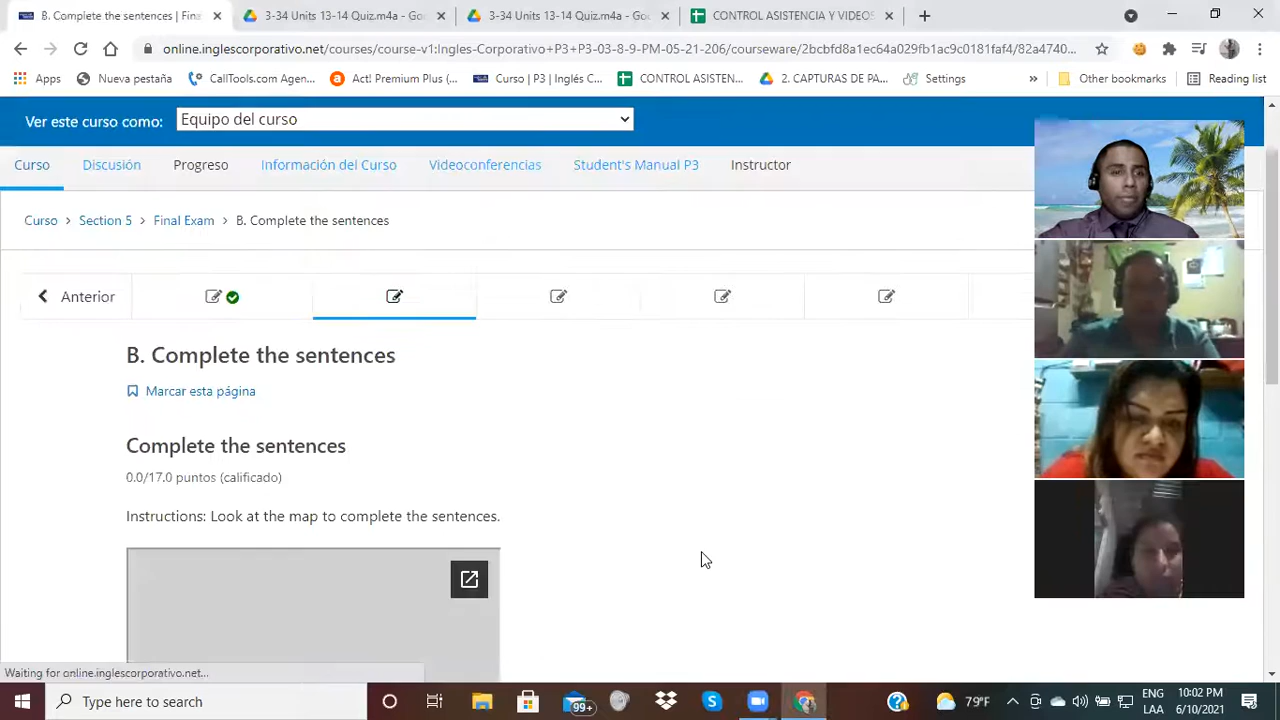 B. Complete the sentences | Fina
3-34 Units 13-14 Quiz.m4a - Goo
3-34 Units 13-14 Quiz.m4a - Goo
CONTROL ASISTENCIA Y VIDEOS
online.inglescorporativo.net/courses/course-v1:Ingles-Corporativo+P3+P3-03-8-9-PM-05-21-206/courseware/2bcbfd8a1ec64a029fb1ac9c0181faf4/82a4740...
Apps
Nueva pestaña
CallTools.com Agen...
Act! Premium Plus (...
Curso | P3 | Inglés C...
CONTROL ASISTEN...
2. CAPTURAS DE PA...
Settings
»
Other bookmarks
Reading list
Ver este curso como:
Equipo del curso
Curso
Discusión
Progreso
Información del Curso
Videoconferencias
Student's Manual P3
Instructor
Curso > Section 5 > Final Exam > B. Complete the sentences
Anterior
B. Complete the sentences
Marcar esta página
Complete the sentences
0.0/17.0 puntos (calificado)
Instructions: Look at the map to complete the sentences.
Waiting for online.inglescorporativo.net...
Type here to search
99+
79°F
ENG
LAA
10:02 PM
6/10/2021